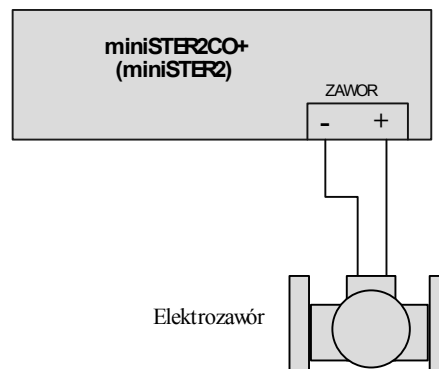 miniSTER2CO+
(miniSTER2)
ZAWOR
- +
Elektrozawór